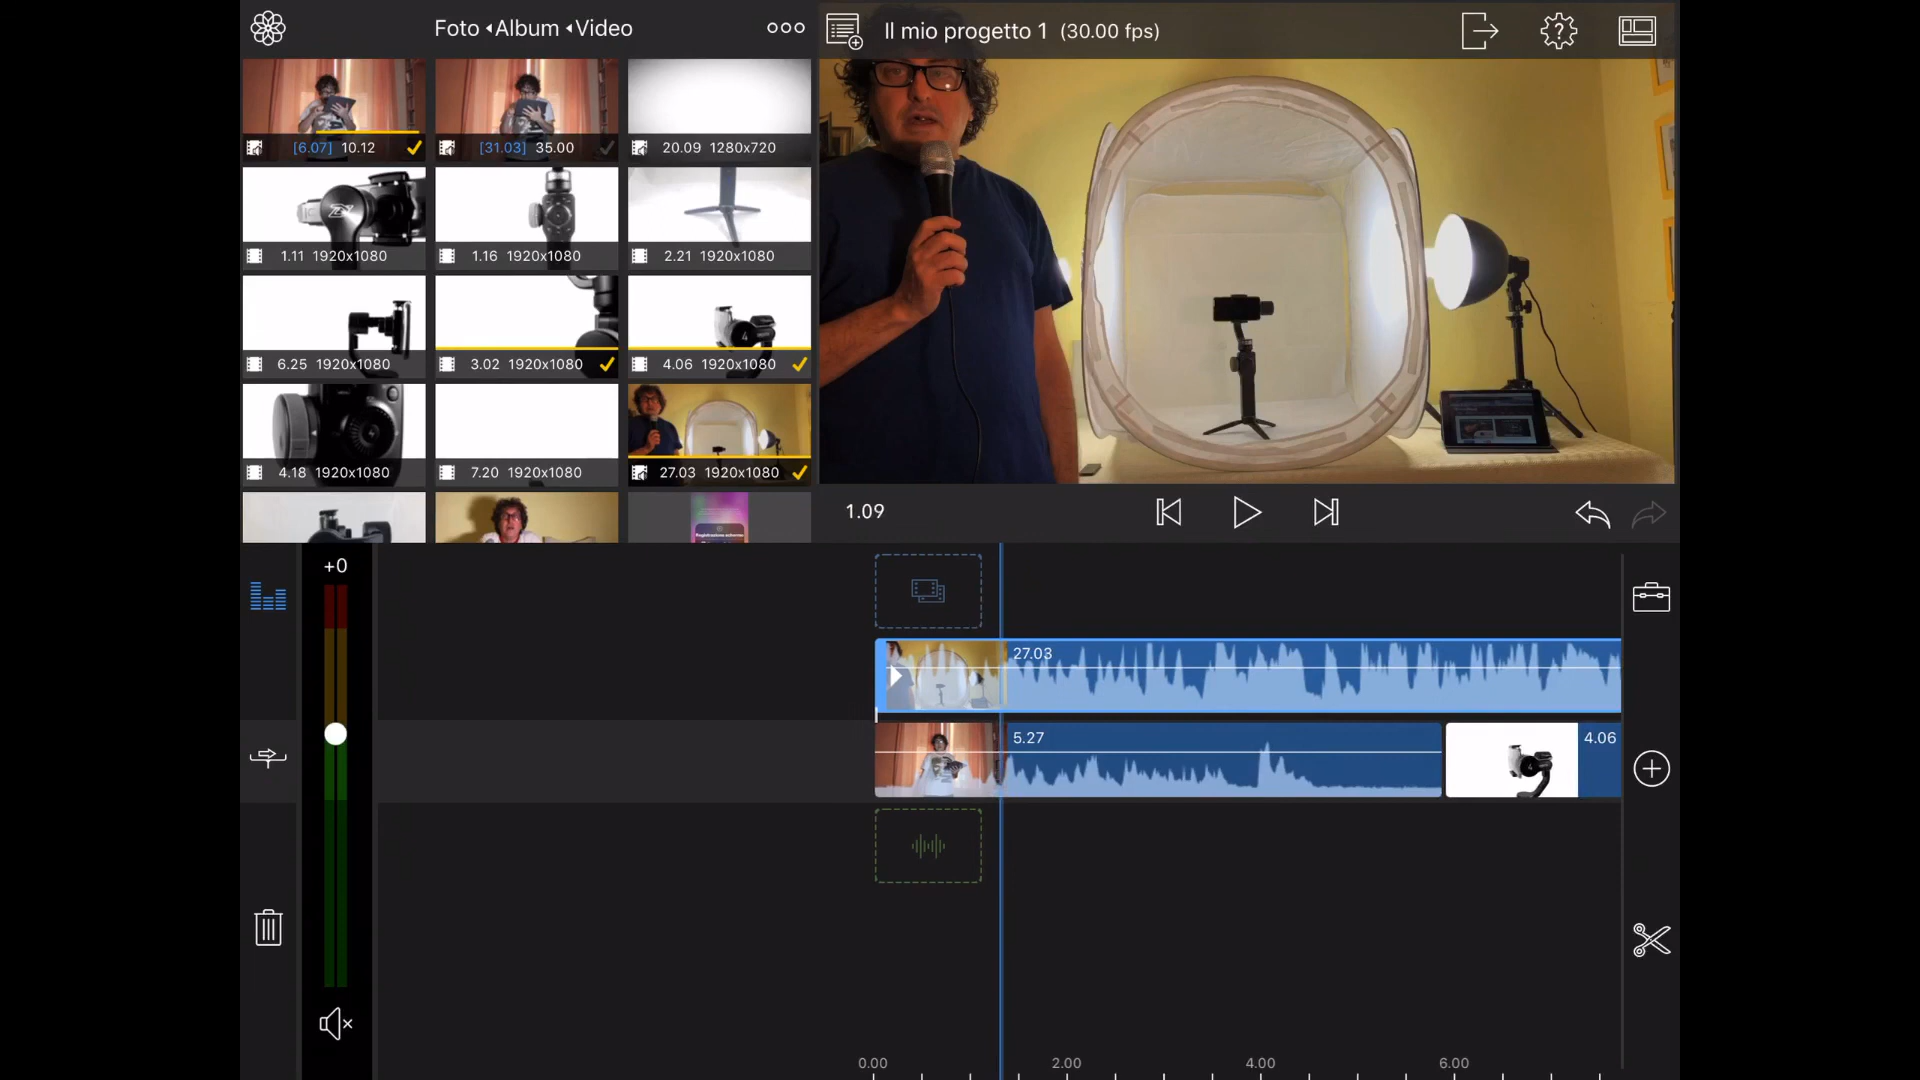 Foto Album Video
Il mio progetto 1 (30.00 fps)
[6.07] 10.12
[31.03] 35.00
20.09 1280x720
1.11 1920x1080
1.16 1920x1080
2.21 1920x1080
6.25 1920x1080
3.02 1920x1080
4.06 1920x1080
4.18 1920x1080
7.20 1920x1080
27.03 1920x1080
Registrazione schermo
1.09
+0
27.03
5.27
4.06
0.00 2.00 4.00 6.00